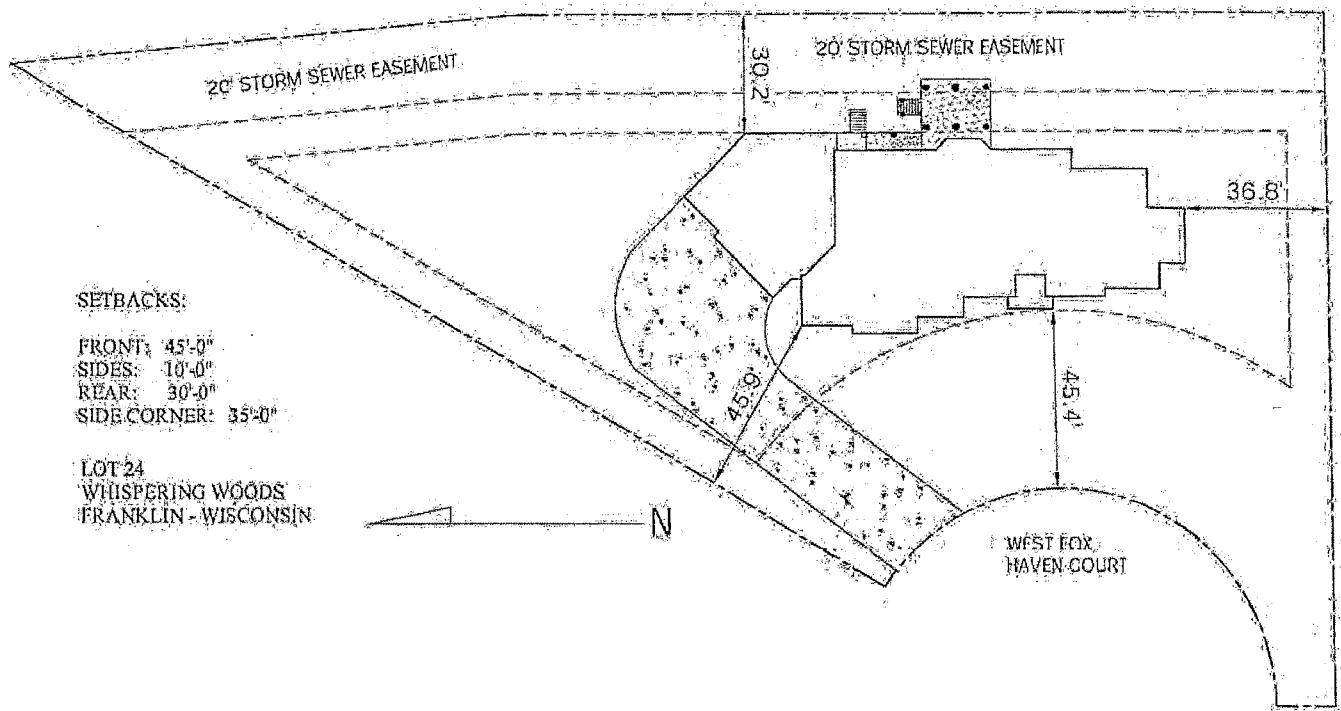 20' STORM SEWER EASEMENT
20' STORM SEWER EASEMENT
30.2'
36.8'
SETBACKS:
FRONT: 45'-0"
SIDES: 10'-0"
REAR: 30'-0"
SIDE CORNER: 35'-0"
45.9'
45.4'
LOT 24
WHISPERING WOODS
FRANKLIN - WISCONSIN
N
WEST FOX
HAVEN COURT